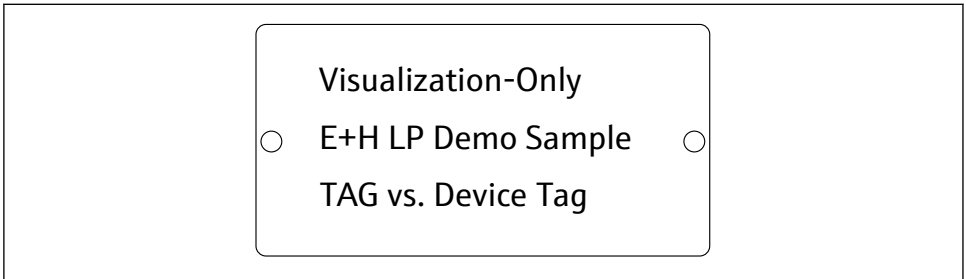 Visualization-Only
E+H LP Demo Sample
TAG vs. Device Tag